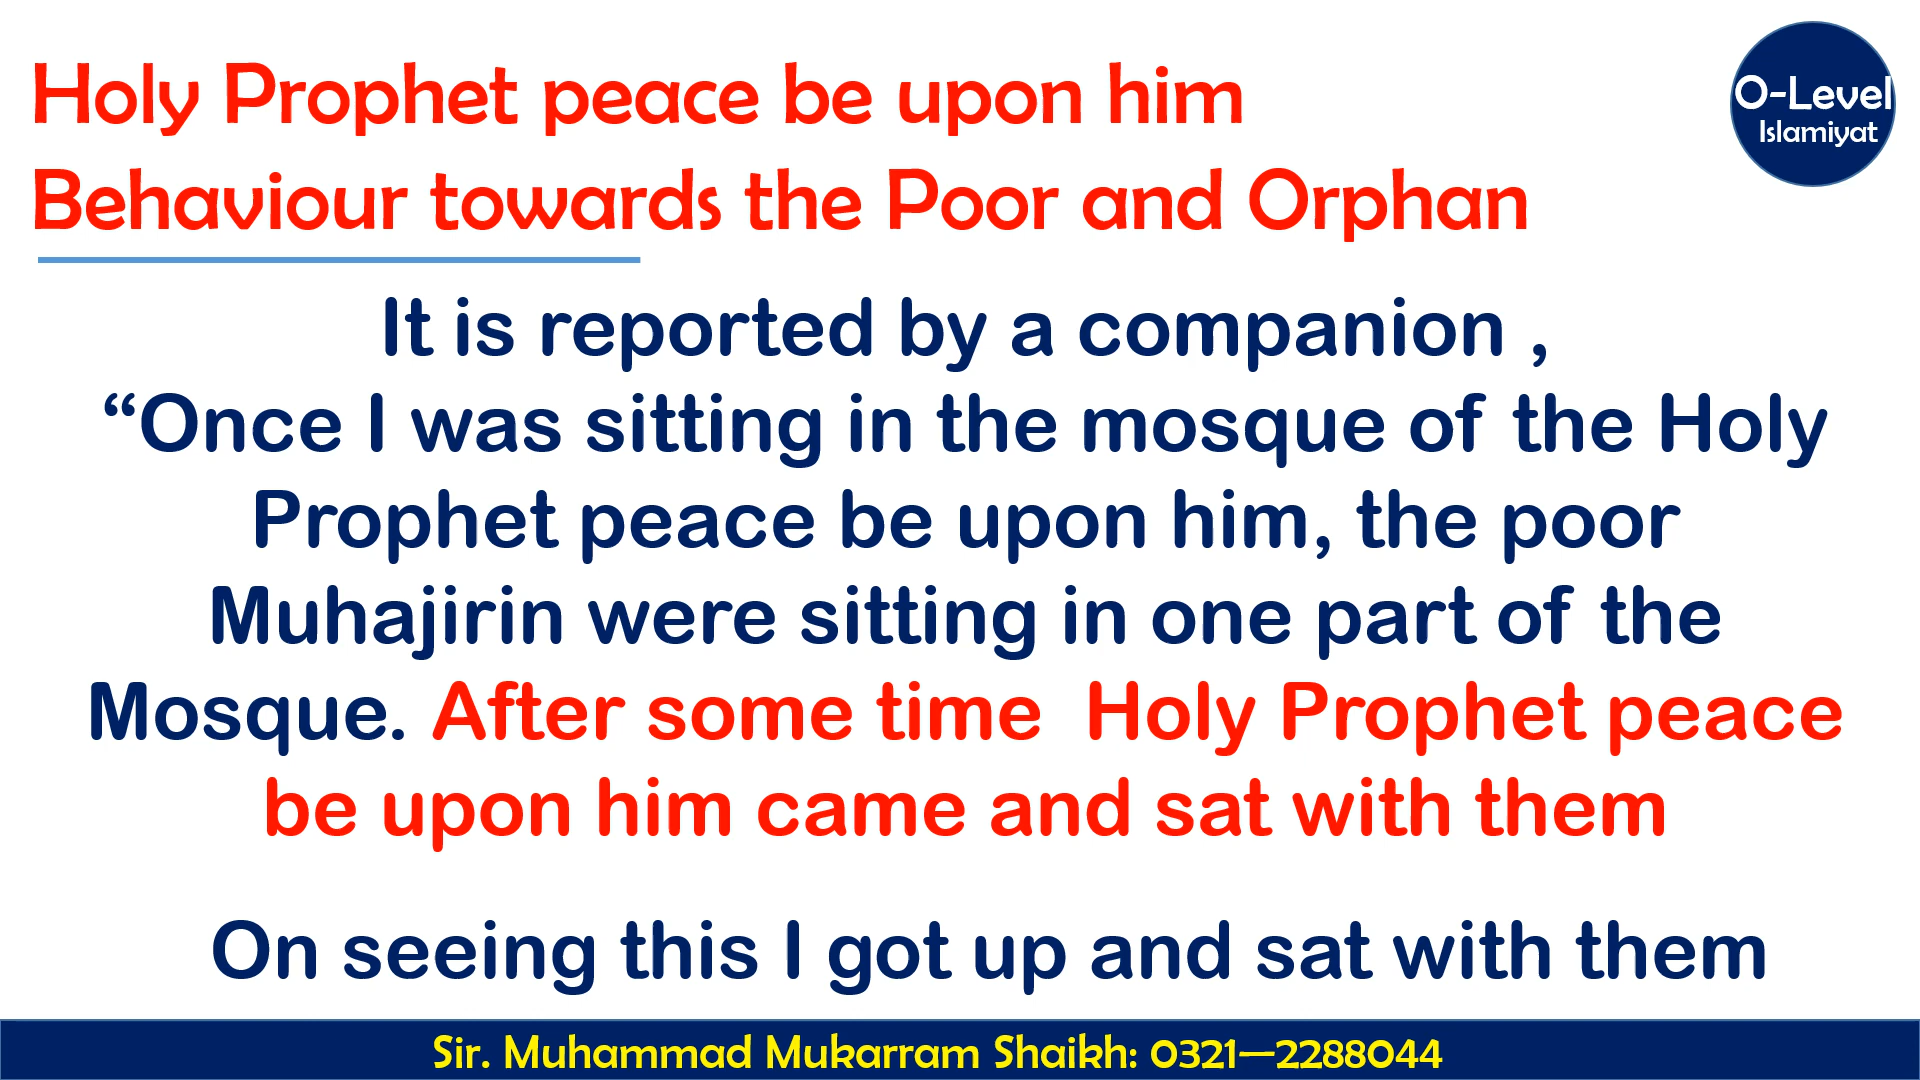 Holy Prophet peace be upon him
Behaviour towards the Poor and Orphan
O-Level
Islamiyat
It is reported by a companion ,
“Once I was sitting in the mosque of the Holy
Prophet peace be upon him, the poor
Muhajirin were sitting in one part of the
Mosque. After some time  Holy Prophet peace
be upon him came and sat with them
On seeing this I got up and sat with them
Sir. Muhammad Mukarram Shaikh: 0321—2288044